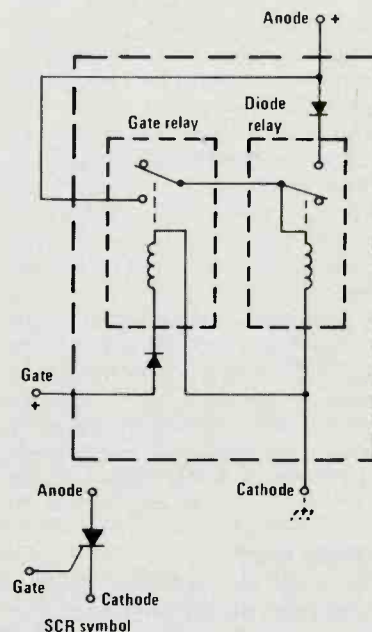 Anode +
Gate relay
Diode
relay
Gate
+
Cathode
Anode
Gate
Cathode
SCR symbol